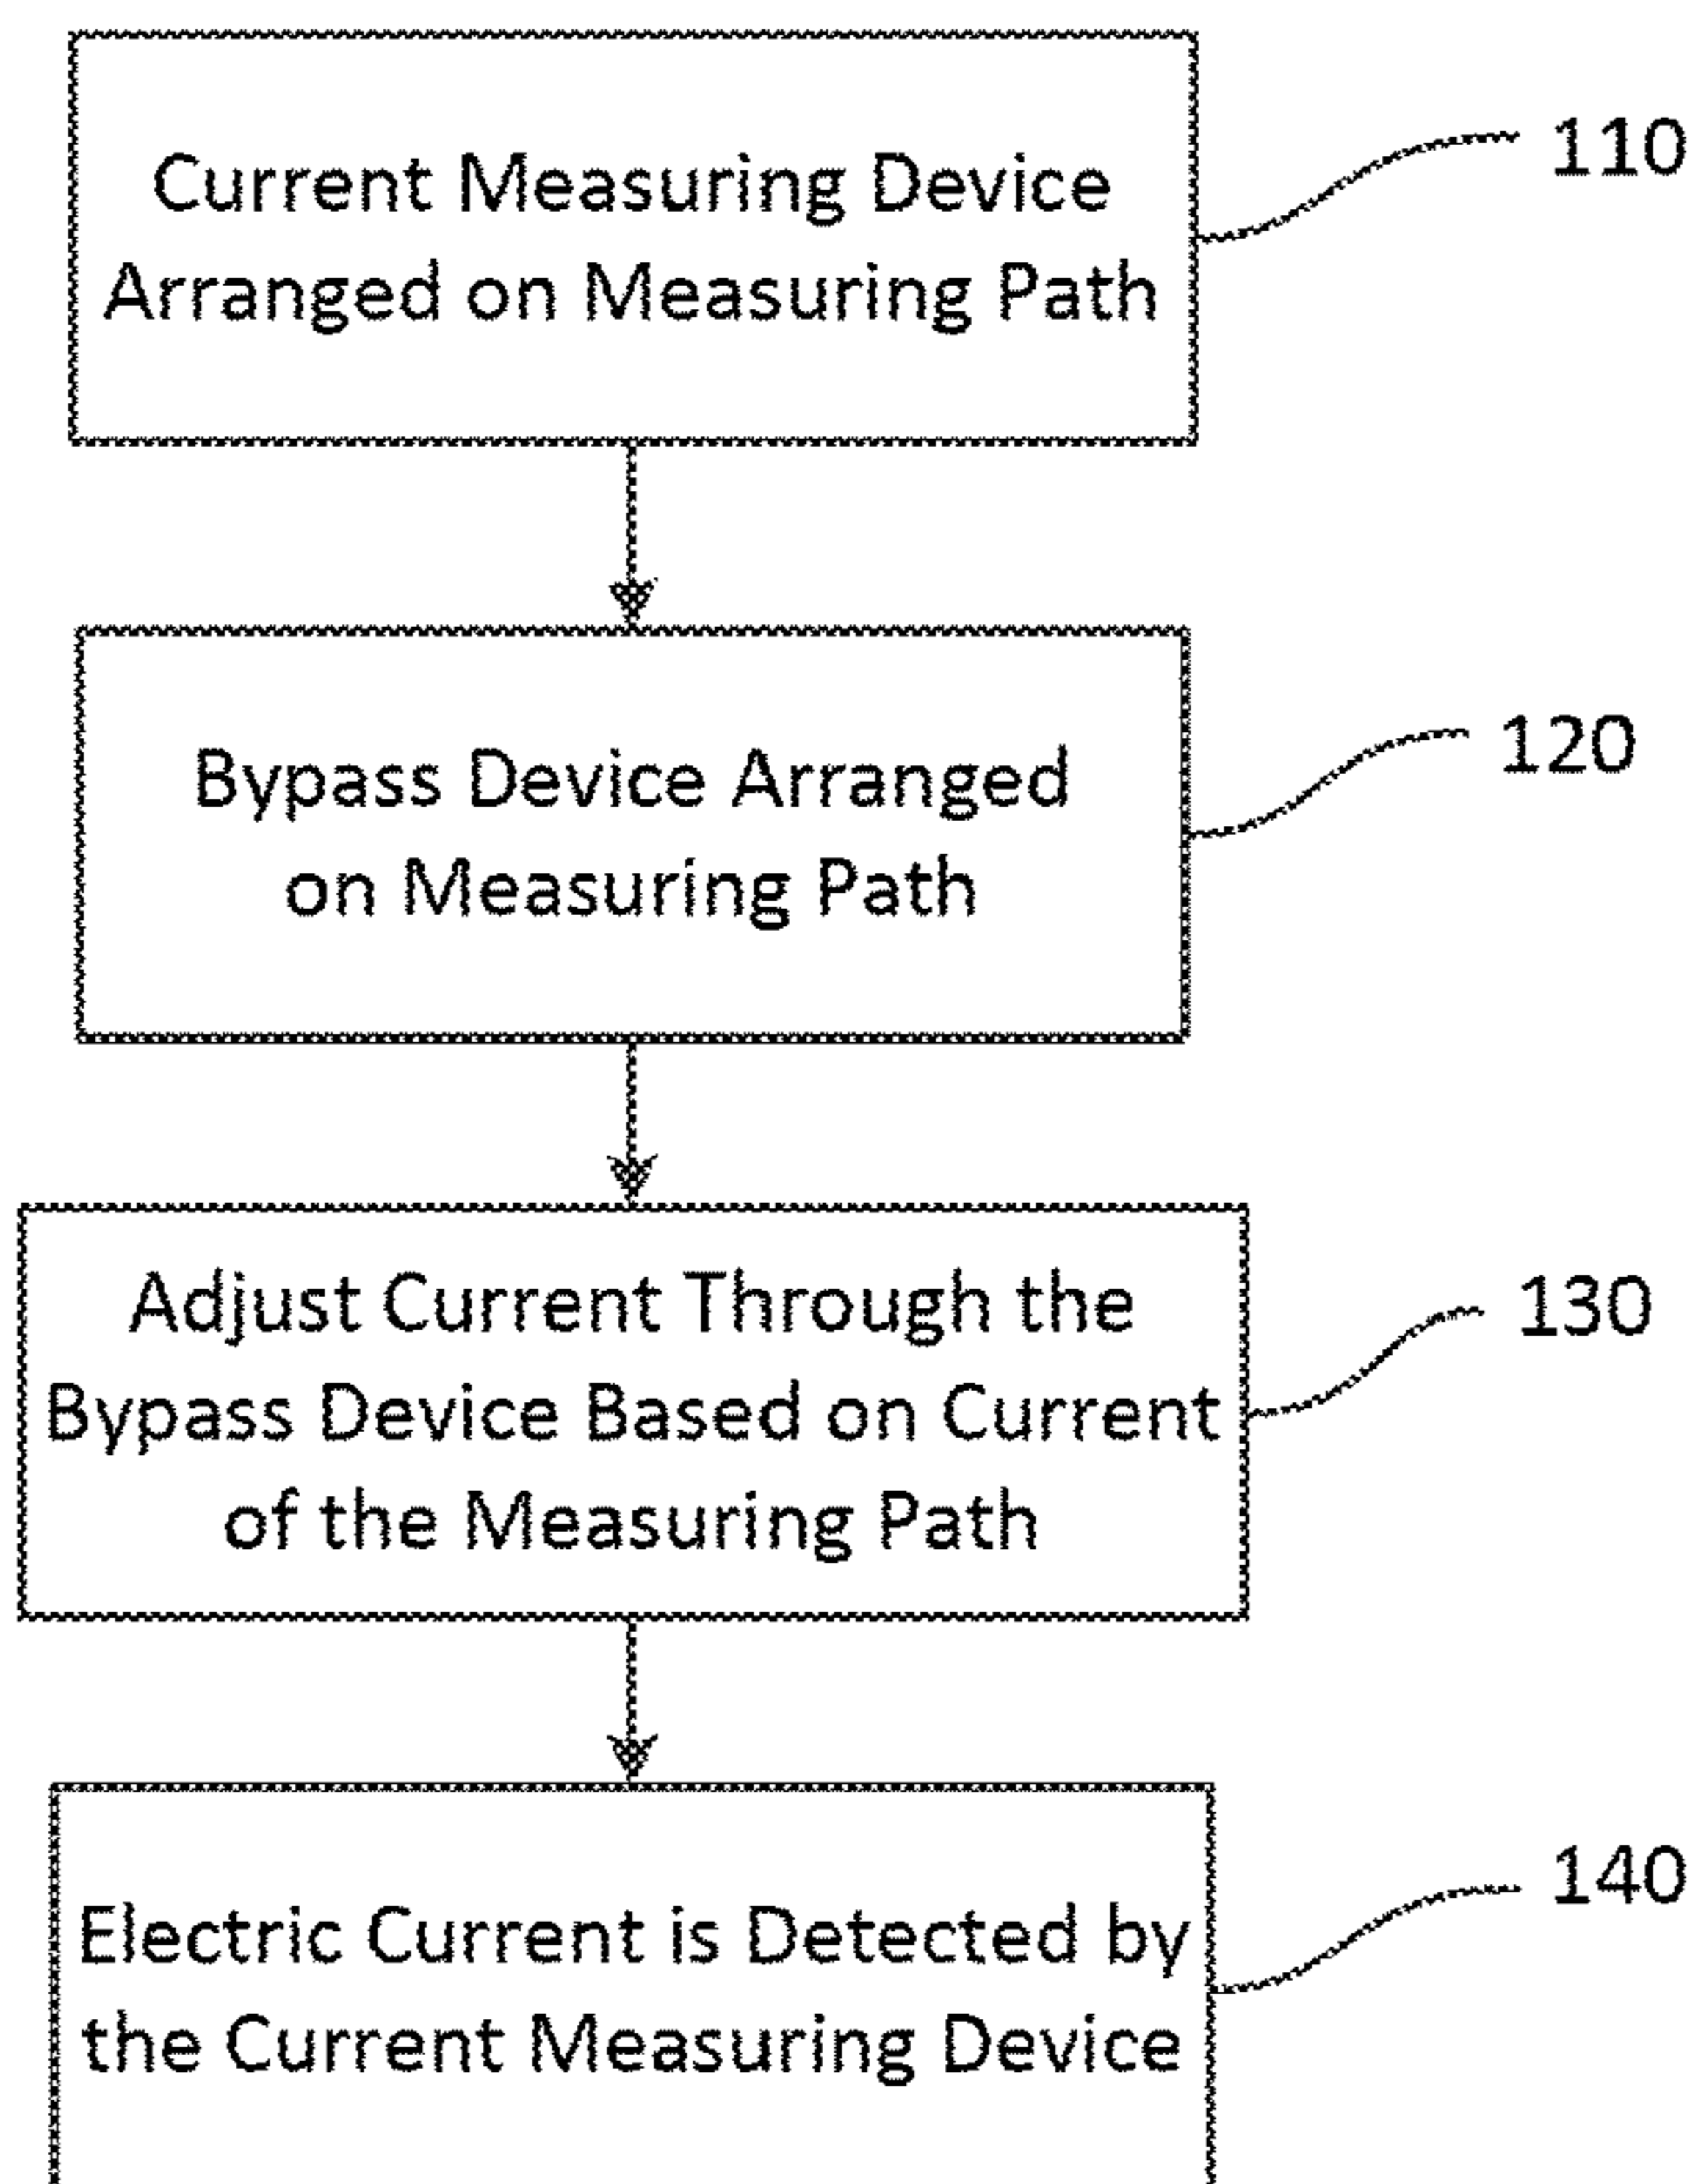 Current Measuring Device
Arranged on Measuring Path
110
Bypass Device Arranged
on Measuring Path
120
Adjust Current Through the
Bypass Device Based on Current
of the Measuring Path
130
Electric Current is Detected by
the Current Measuring Device
140